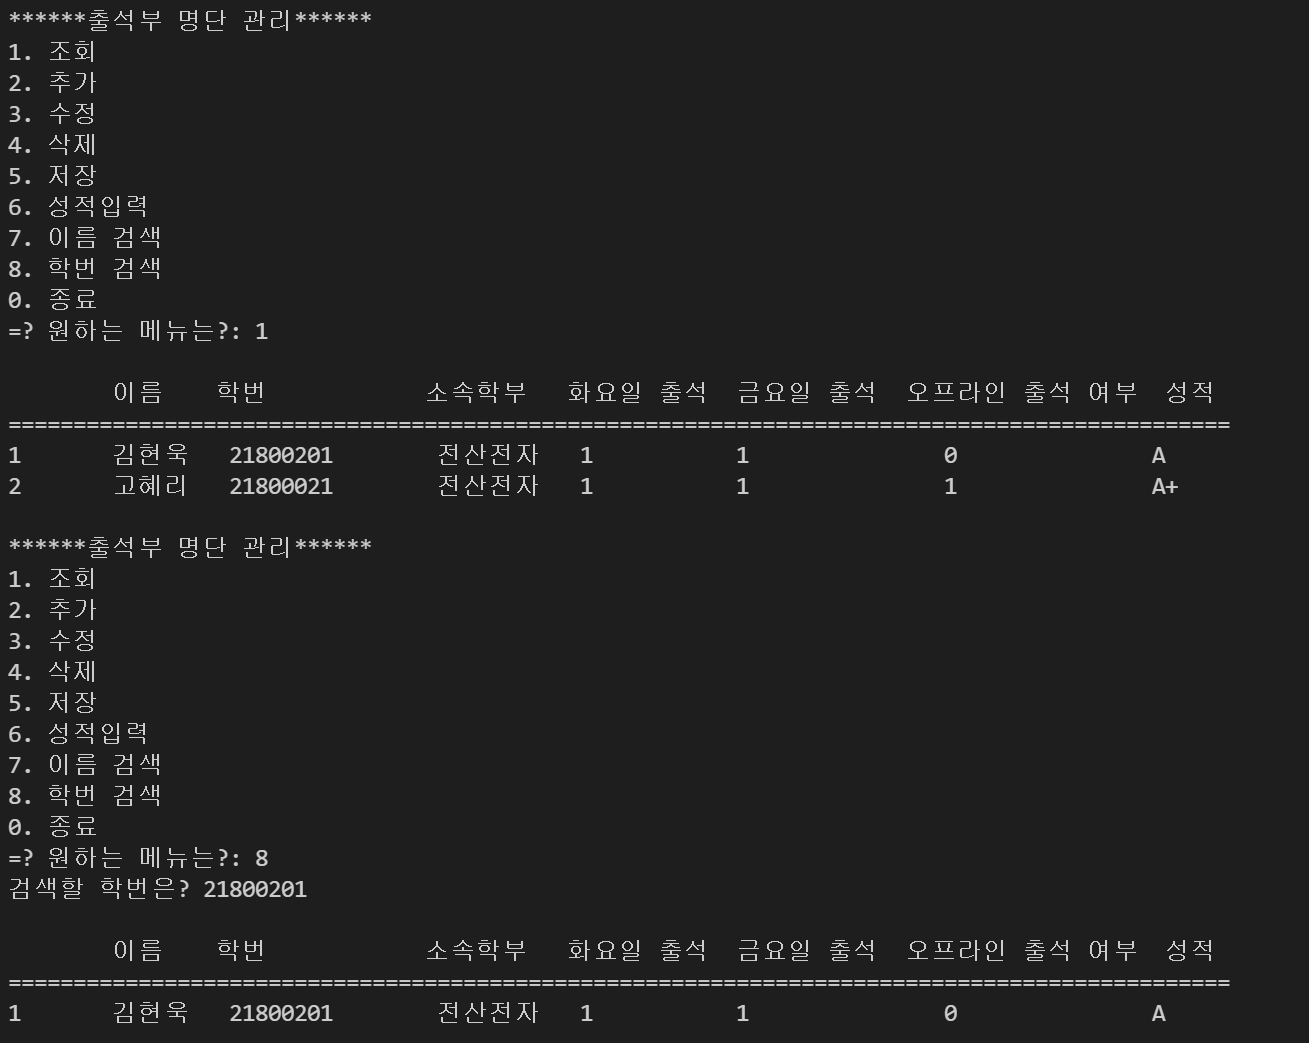 ******출석부 명단 관리******
1. 조회
2. 추가
3. 수정
4. 삭제
5. 저장
6. 성적입력
7. 이름 검색
8. 학번 검색
0. 종료
=? 원하는 메뉴는?: 1
이름 학번 소속학부 화요일 출석 금요일 출석 오프라인 출석 여부 성적
==============================================================================================
1 김현욱 21800201 전산전자 1 1 0 A
2 고혜리 21800021 전산전자 1 1 1 A+
******출석부 명단 관리******
1. 조회
2. 추가
3. 수정
4. 삭제
5. 저장
6. 성적입력
7. 이름 검색
8. 학번 검색
0. 종료
=? 원하는 메뉴는?: 8
검색할 학번은? 21800201
이름 학번 소속학부 화요일 출석 금요일 출석 오프라인 출석 여부 성적
==============================================================================================
1 김현욱 21800201 전산전자 1 1 0 A